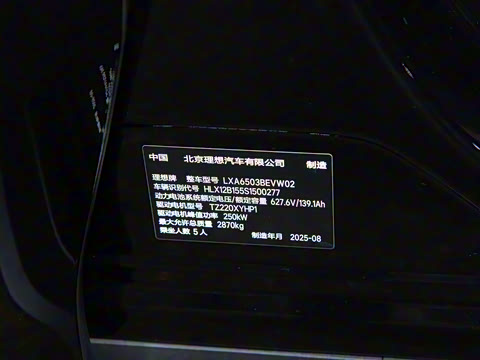 中国 北京理想汽车有限公司 制造
理想牌 整车型号 LXA6503BEVW02
车辆识别代号 HLX12B155S1500277
动力电池系统额定电压/额定容量 627.6V/139.1Ah
驱动电机型号 TZ220XYHP1
驱动电机峰值功率 250kW
最大允许总质量 2870kg
乘坐人数 5人
制造年月 2025-08